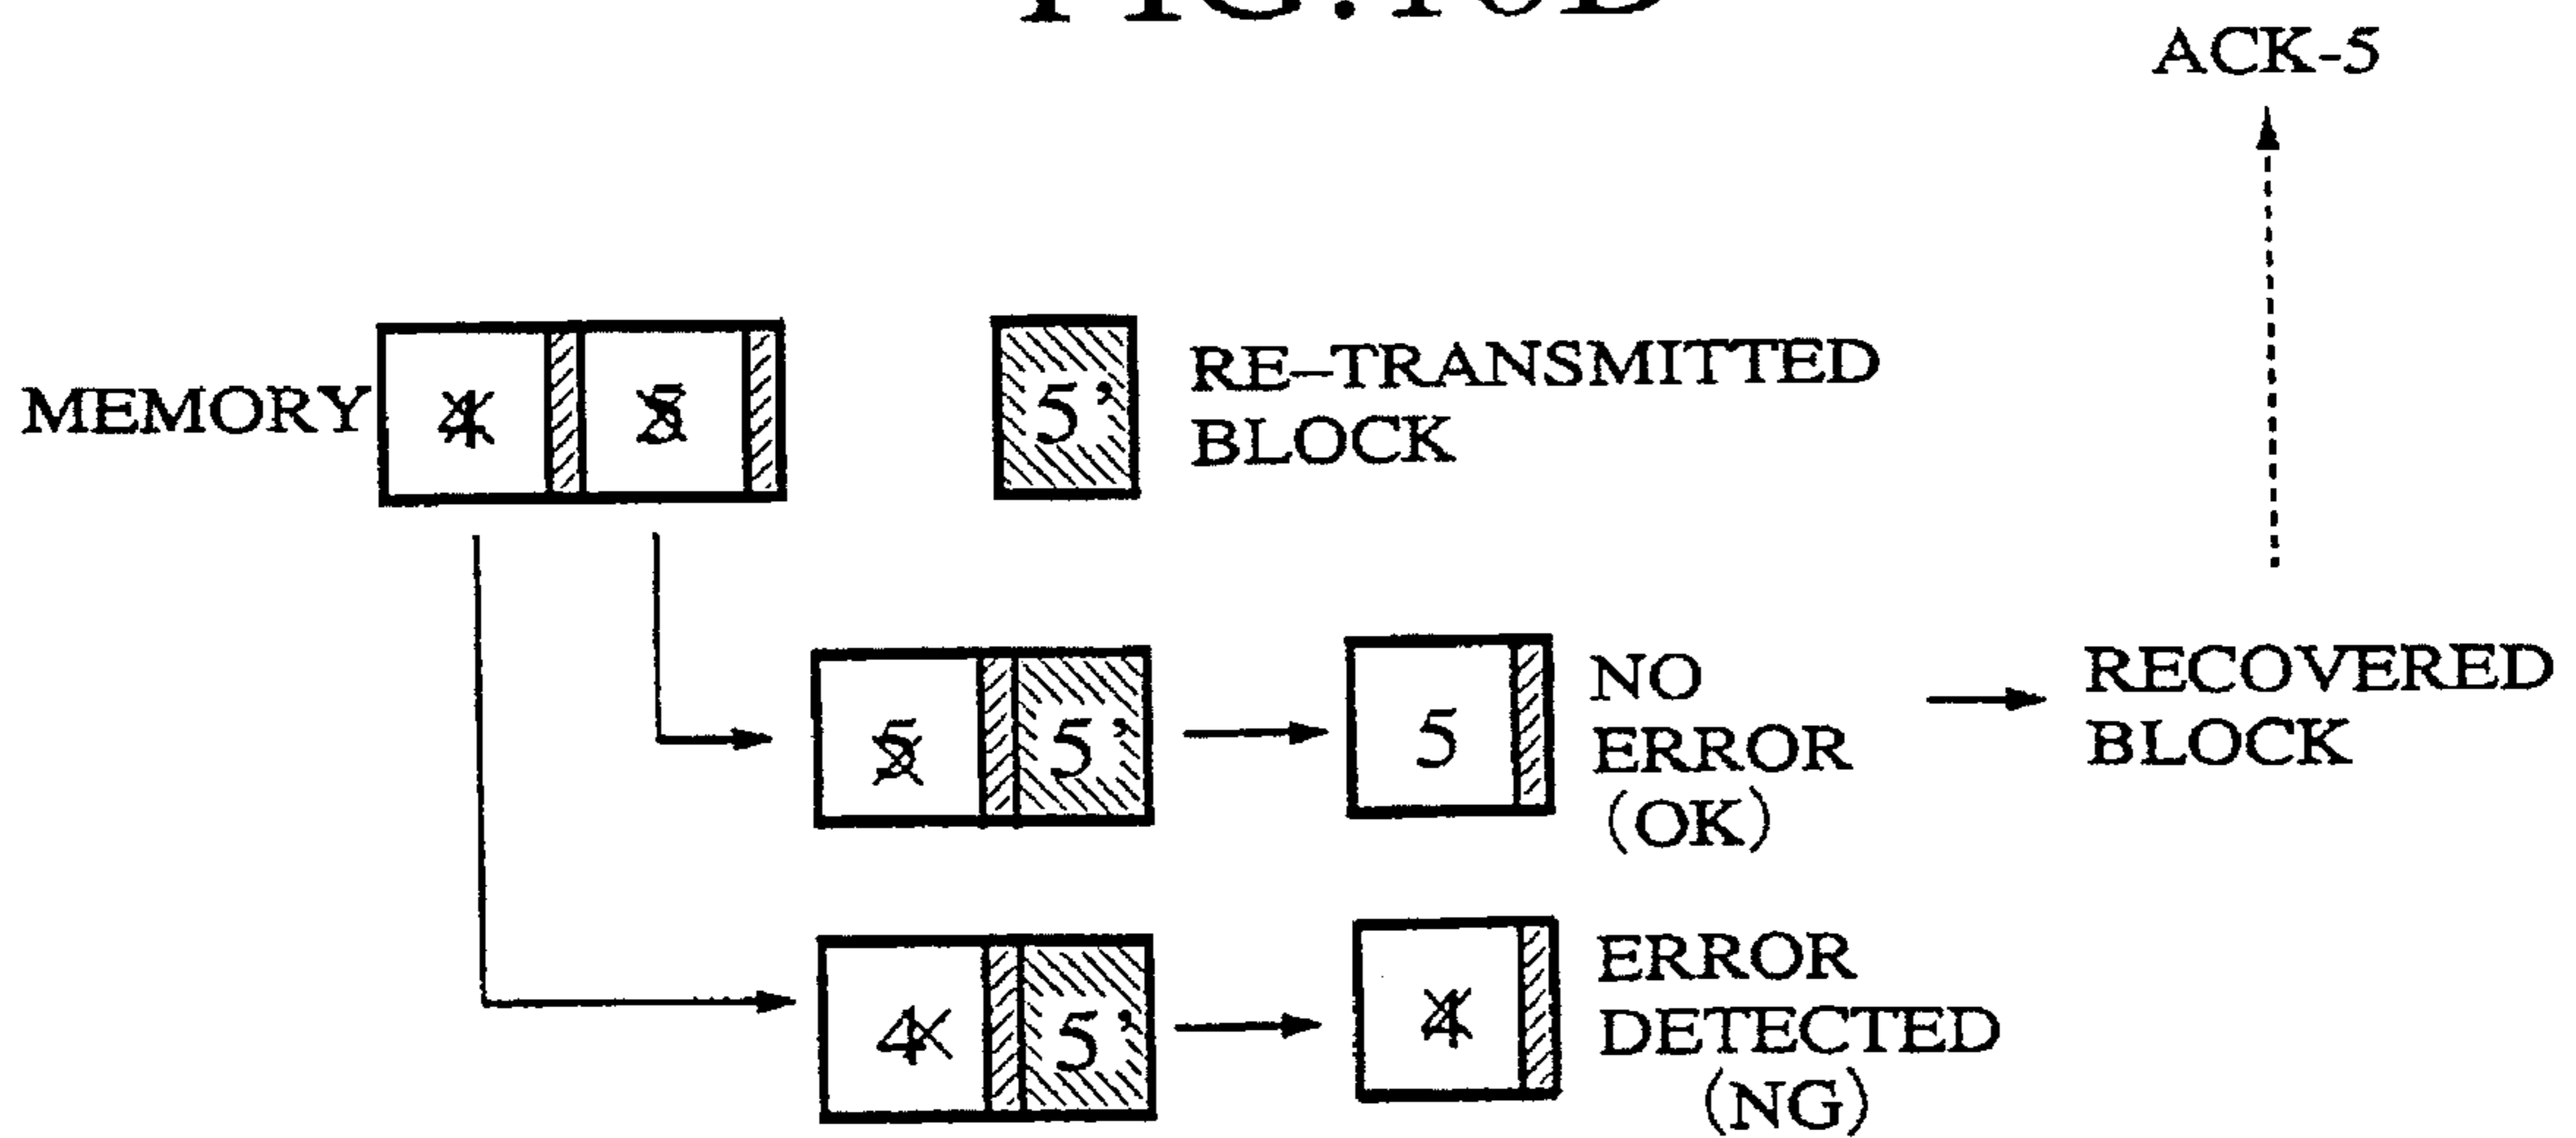 ACK-5
MEMORY
4
5
5'
RE-TRANSMITTED
BLOCK
5
5'
5
NO
ERROR
(OK)
RECOVERED
BLOCK
4
5'
4
ERROR
DETECTED
(NG)